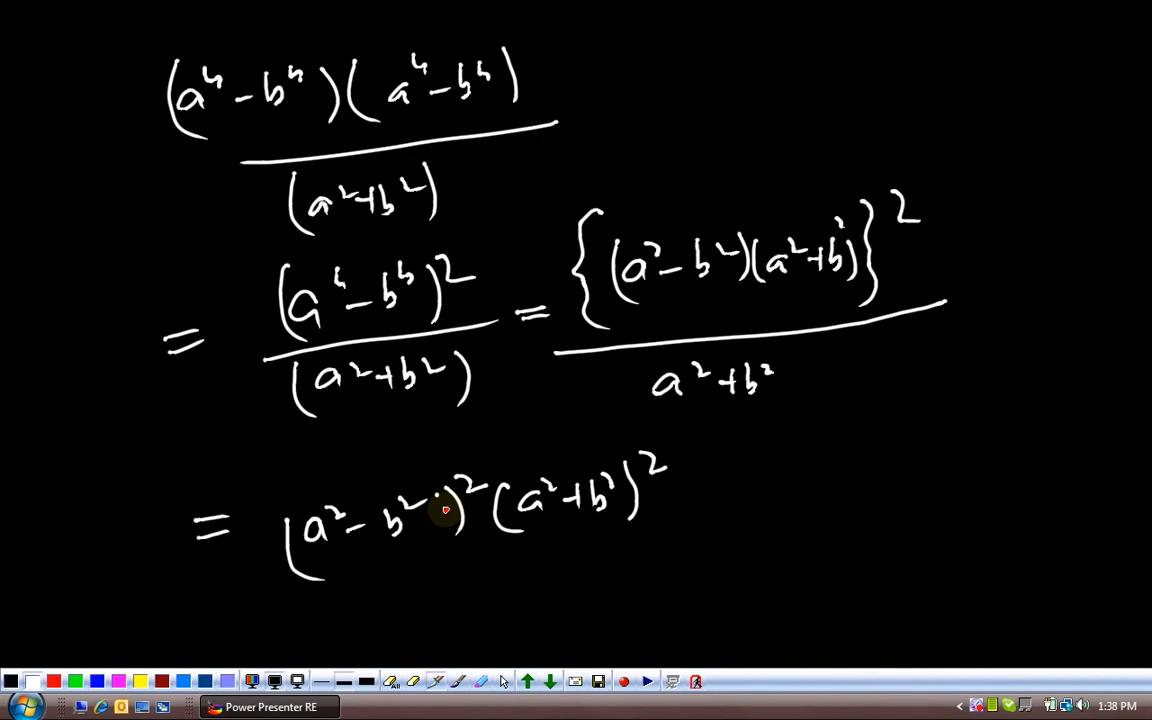 (a⁴ - b⁴)(a⁴ - b⁴)
(a² + b²)
= (a⁴ - b⁴)² / (a² + b²) = {(a² - b²)(a² + b²)}² / a² + b²
= (a² - b²)² (a² + b²)²
All
Power Presenter RE
1:38 PM